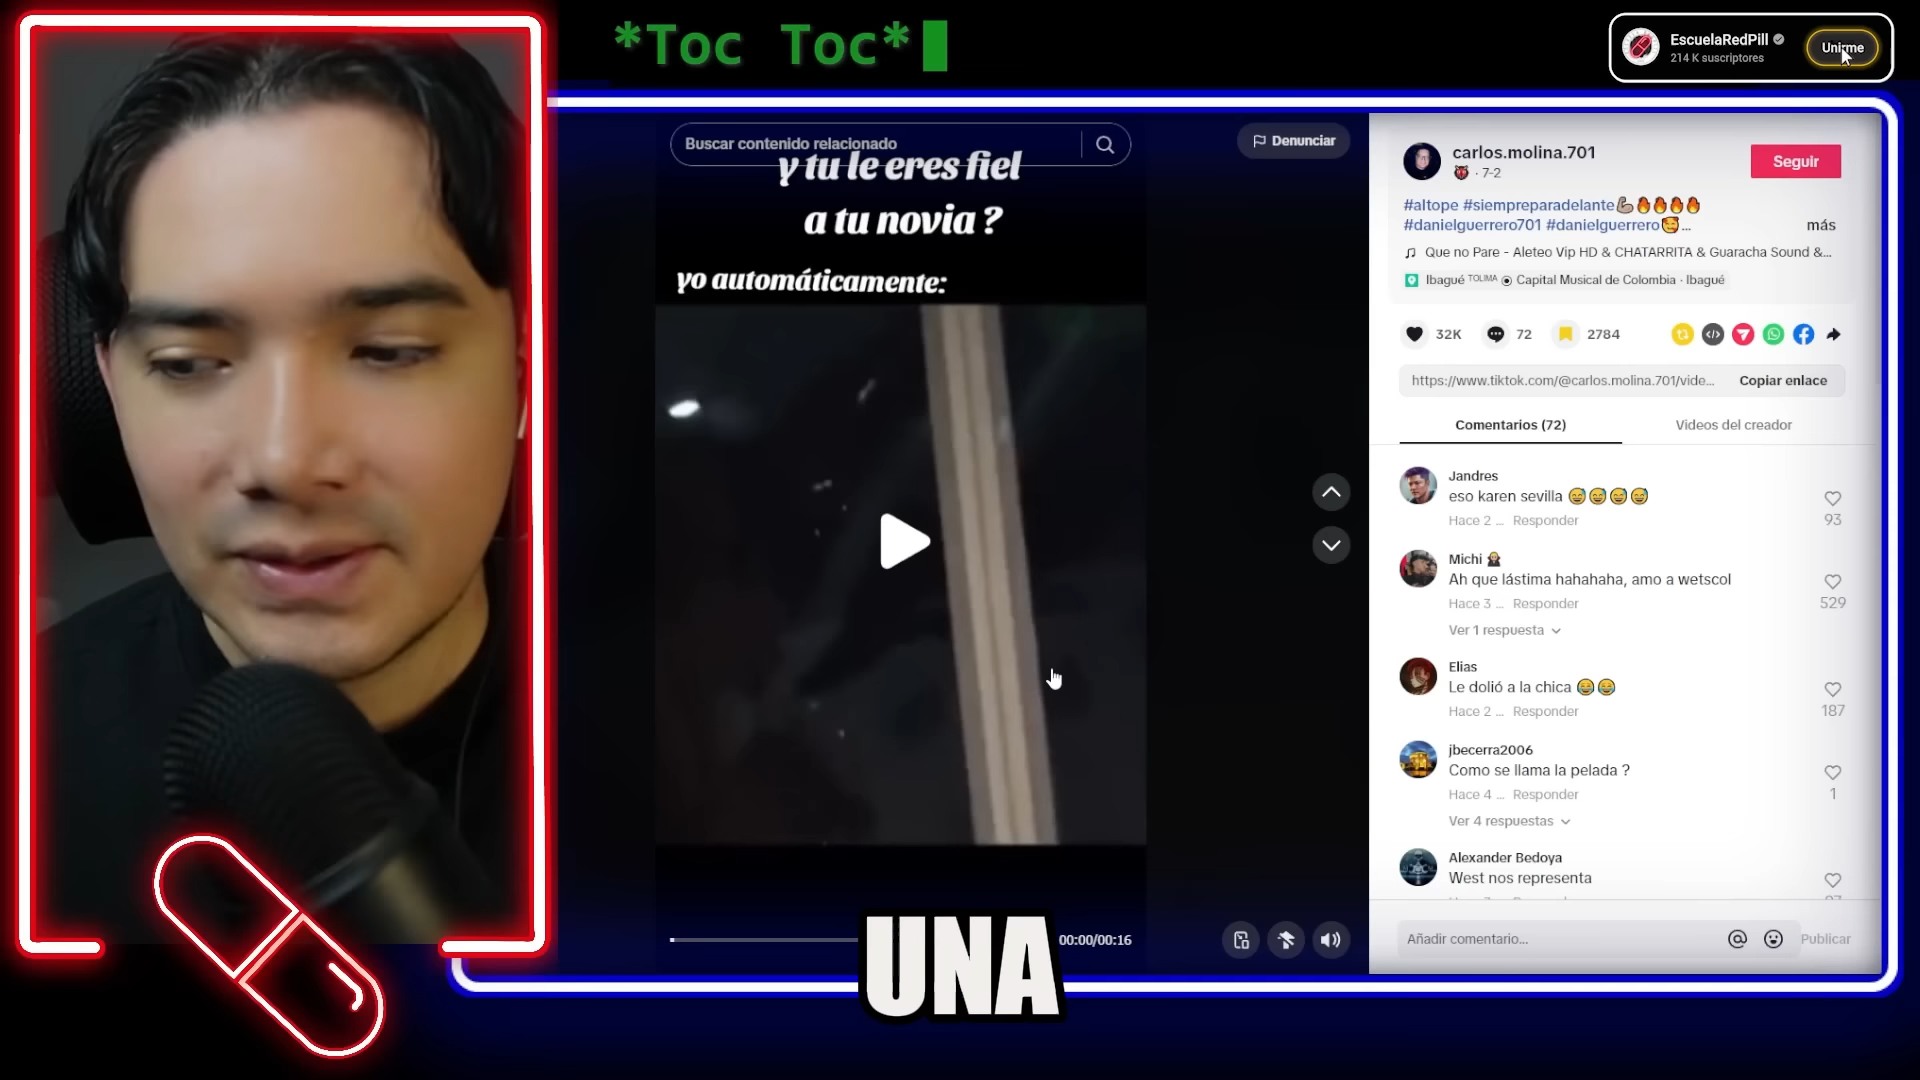 *Toc Toc*
EscuelaRedPill
214 K suscriptores
Unirme
Buscar contenido relacionado
Denunciar
y tu le eres fiel
a tu novia ?
yo automáticamente:
00:00/00:16
UNA
carlos.molina.701
· 7-2
Seguir
#altope #siempreparadelante💪🔥🔥🔥🔥
#danielguerrero701 #danielguerrero🥰...
más
Que no Pare - Aleteo Vip HD & CHATARRITA & Guaracha Sound &...
Ibagué TOLIMA ⦿ Capital Musical de Colombia · Ibagué
32K
72
2784
https://www.tiktok.com/@carlos.molina.701/vide...
Copiar enlace
Comentarios (72)
Videos del creador
Jandres
eso karen sevilla 😅😅😅😅
Hace 2 ... Responder
93
Michi
Ah que lástima hahahaha, amo a wetscol
Hace 3 ... Responder
529
Ver 1 respuesta
Elias
Le dolió a la chica 😂😂
Hace 2 ... Responder
187
jbecerra2006
Como se llama la pelada ?
Hace 4 ... Responder
1
Ver 4 respuestas
Alexander Bedoya
West nos representa
Añadir comentario...
Publicar